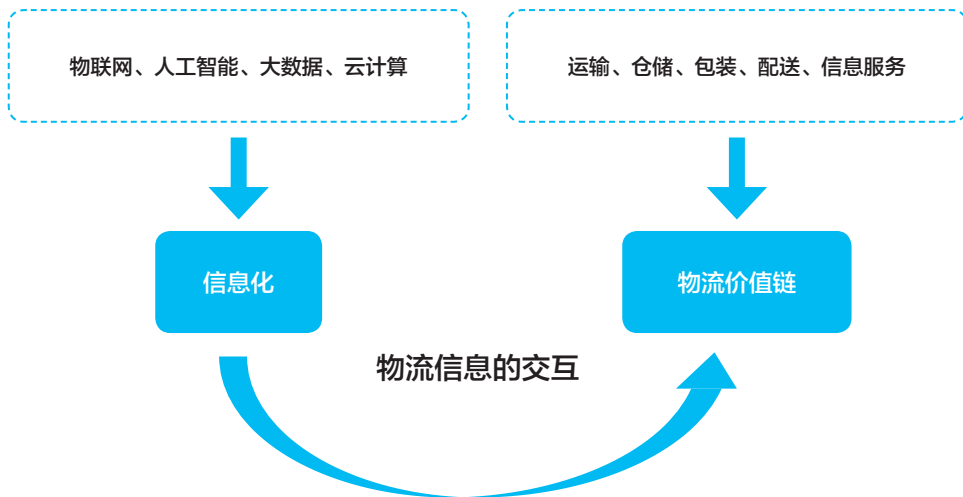 物联网、人工智能、大数据、云计算
运输、仓储、包装、配送、信息服务
信息化
物流价值链
物流信息的交互